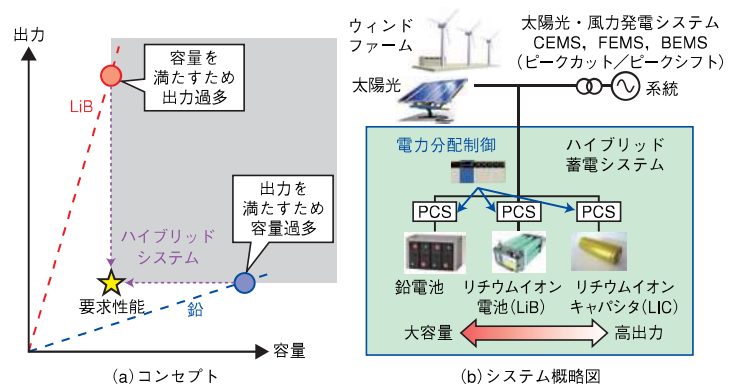 出力
容量を
満たすため
出力過多
LiB
出力を
満たすため
容量過多
ハイブリッド
システム
要求性能
鉛
容量
(a)コンセプト
ウィンド
ファーム
太陽光
太陽光・風力発電システム
CEMS, FEMS, BEMS
(ピークカット/ピークシフト)
系統
電力分配制御
ハイブリッド
蓄電システム
PCS
PCS
PCS
鉛電池
リチウムイオン
電池(LiB)
リチウムイオン
キャパシタ(LIC)
大容量
高出力
(b)システム概略図